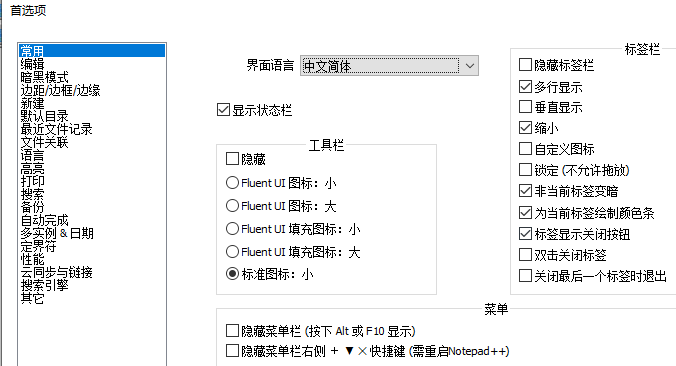 首选项
常用
编辑
暗黑模式
边距/边框/边缘
新建
默认目录
最近文件记录
文件关联
语言
高亮
打印
搜索
备份
自动完成
多实例 & 日期
定界符
性能
云同步与链接
搜索引擎
其它
界面语言 中文简体
显示状态栏
工具栏
隐藏
Fluent UI 图标：小
Fluent UI 图标：大
Fluent UI 填充图标：小
Fluent UI 填充图标：大
标准图标：小
标签栏
隐藏标签栏
多行显示
垂直显示
缩小
自定义图标
锁定 (不允许拖放)
非当前标签变暗
为当前标签绘制颜色条
标签显示关闭按钮
双击关闭标签
关闭最后一个标签时退出
菜单
隐藏菜单栏 (按下 Alt 或 F10 显示)
隐藏菜单栏右侧 ＋ ▼ × 快捷键 (需重启Notepad++)